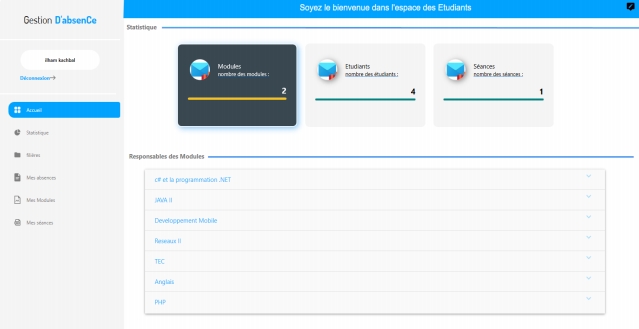 Soyez le bienvenue dans l'espace des Etudiants
Gestion D'absenCe
ilham kachbal
Déconnexion→
Accueil
Statistique
filières
Mes absences
Mes Modules
Mes séances
Statistique
Modules
nombre des modules :
2
Etudiants
nombre des étudiants :
4
Séances
nombre des séances :
1
Responsables des Modules
c# et la programmation .NET
JAVA II
Developpement Mobile
Reseaux II
TEC
Anglais
PHP